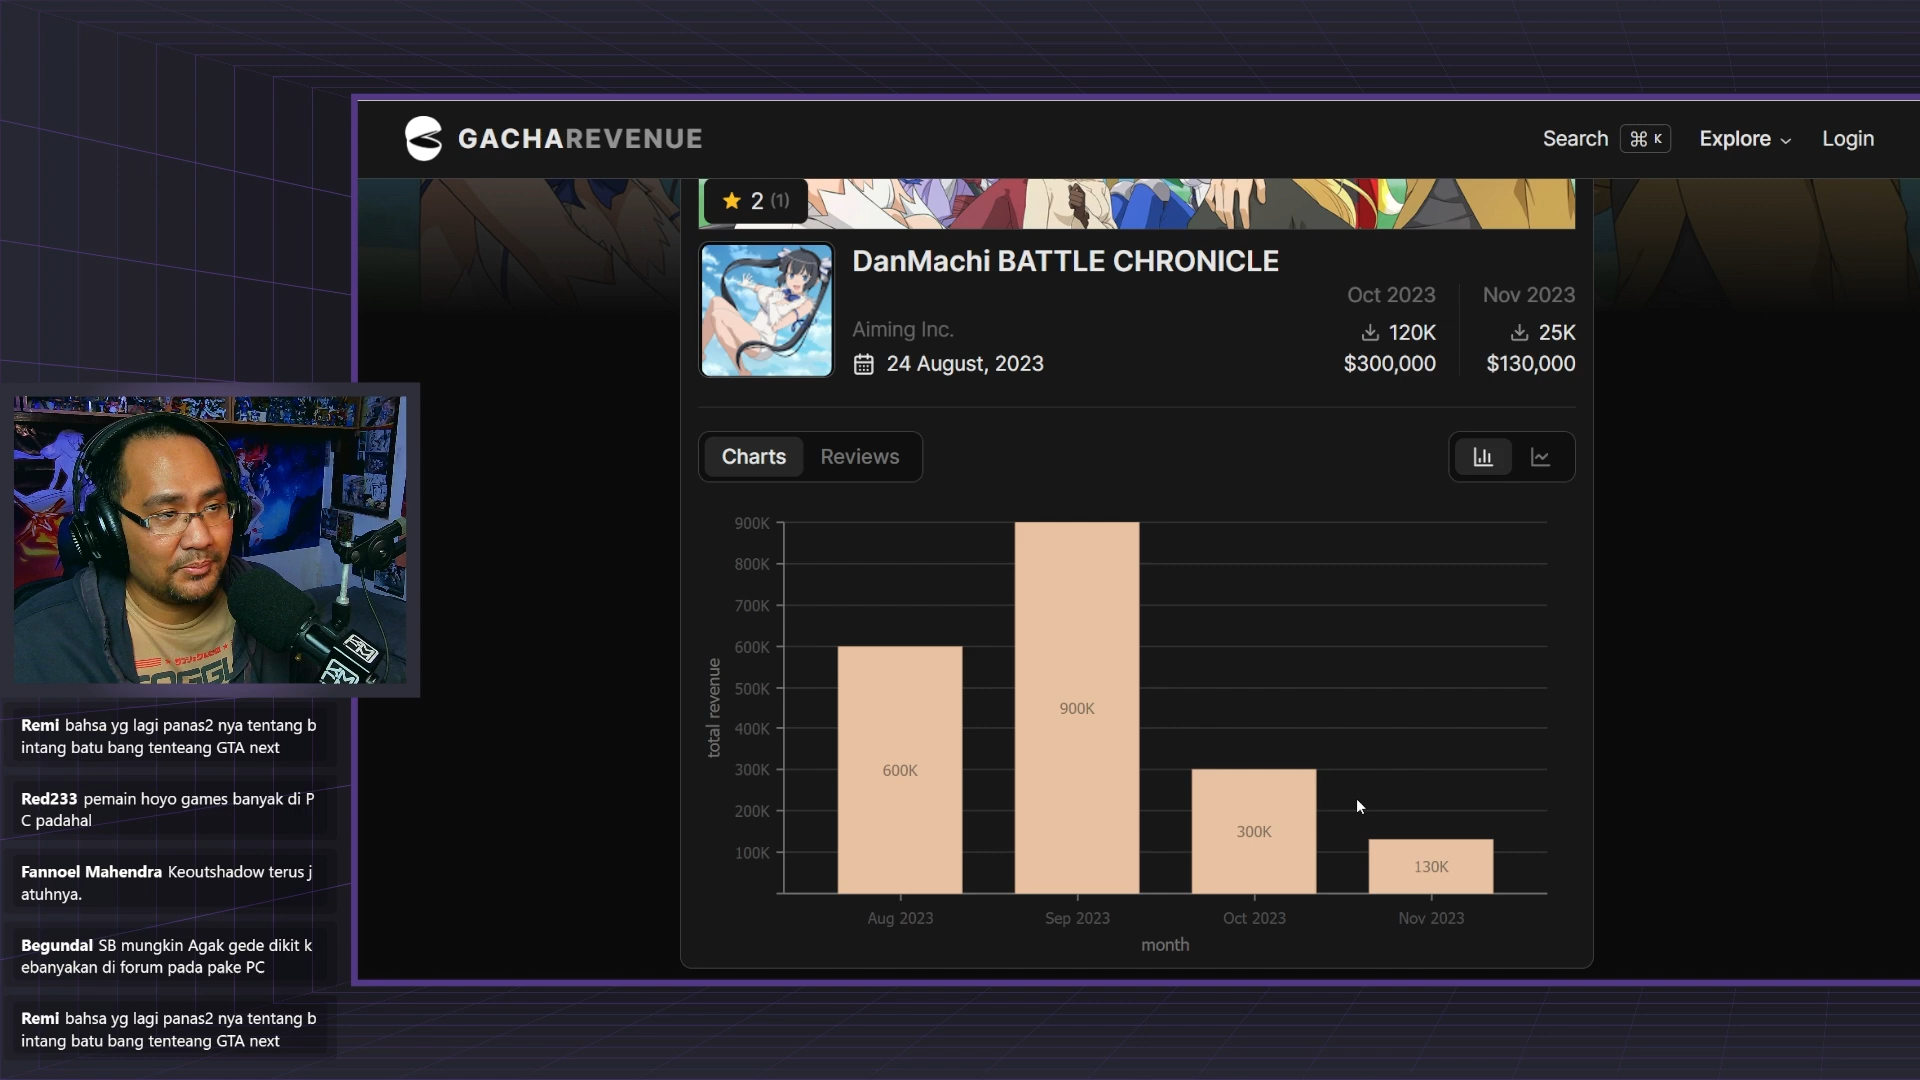 GACHAREVENUE
Search ⌘ K Explore Login
2 (1)
DanMachi BATTLE CHRONICLE
Aiming Inc.
24 August, 2023
Oct 2023
120K
$300,000
Nov 2023
25K
$130,000
Charts Reviews
total revenue
900K
800K
700K
600K
500K
400K
300K
200K
100K
600K
900K
300K
130K
Aug 2023 Sep 2023 Oct 2023 Nov 2023
month
Remi bahsa yg lagi panas2 nya tentang b
intang batu bang tenteang GTA next
Red233 pemain hoyo games banyak di P
C padahal
Fannoel Mahendra Keoutshadow terus j
atuhnya.
Begundal SB mungkin Agak gede dikit k
ebanyakan di forum pada pake PC
Remi bahsa yg lagi panas2 nya tentang b
intang batu bang tenteang GTA next